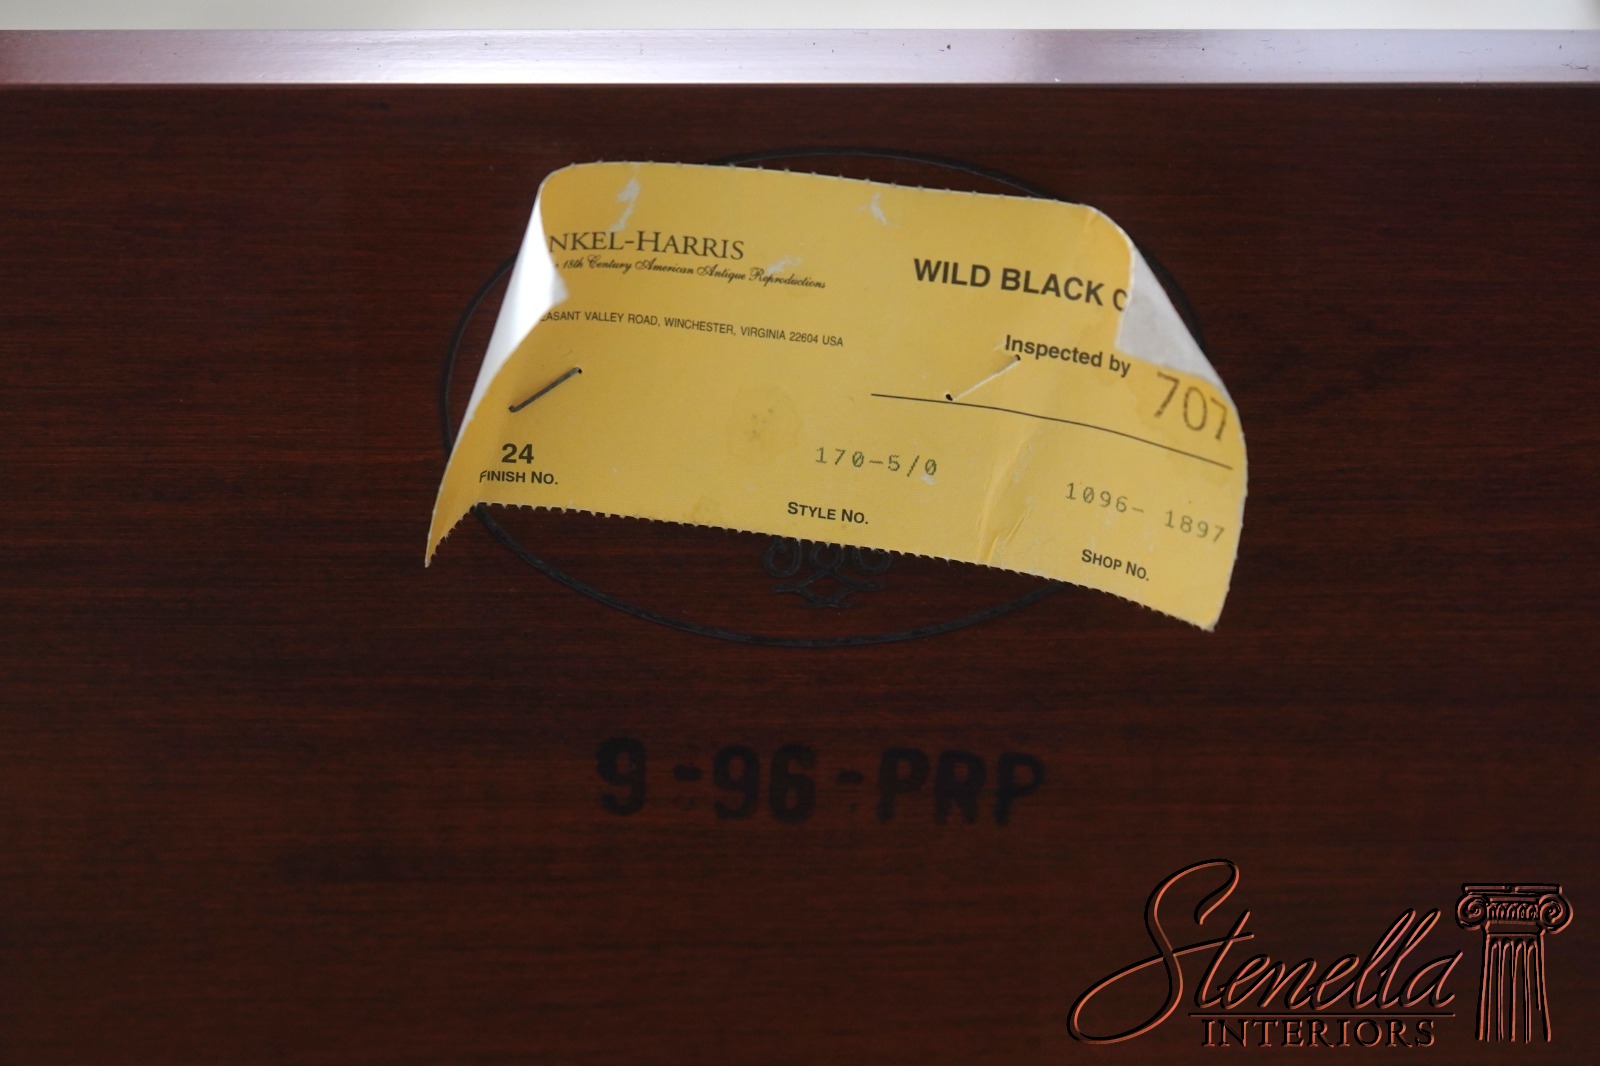 NKEL-HARRIS
18th Century American Antique Reproductions
EASANT VALLEY ROAD, WINCHESTER, VIRGINIA 22604 USA
WILD BLACK C
Inspected by
707
24
FINISH NO.
170-5/0
STYLE NO.
1096- 1897
SHOP NO.
9-96-PRP
Stenella
INTERIORS